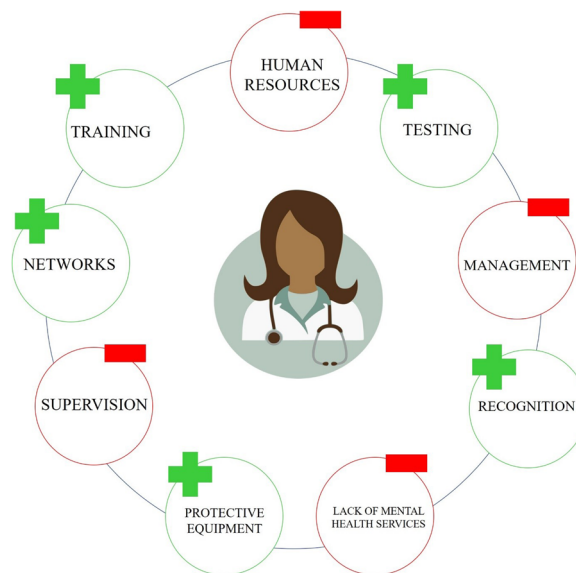 HUMAN
RESOURCES
TESTING
MANAGEMENT
RECOGNITION
LACK OF MENTAL
HEALTH SERVICES
PROTECTIVE
EQUIPMENT
SUPERVISION
NETWORKS
TRAINING